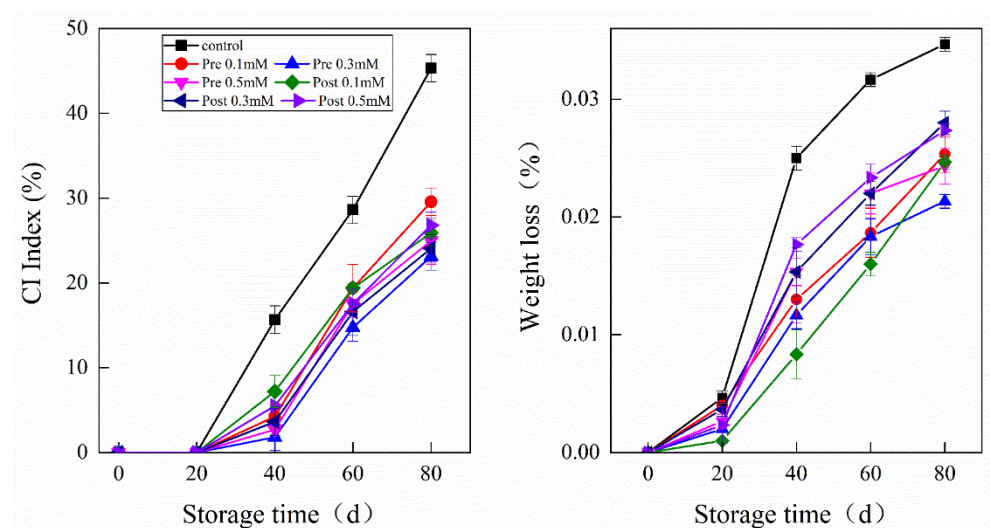 50
40
30
20
10
0
CI Index (%)
control
Pre 0.1mM Pre 0.3mM
Pre 0.5mM Post 0.1mM
Post 0.3mM Post 0.5mM
0 20 40 60 80
Storage time（d）
0.03
0.02
0.01
0.00
Weight loss（%）
0 20 40 60 80
Storage time（d）